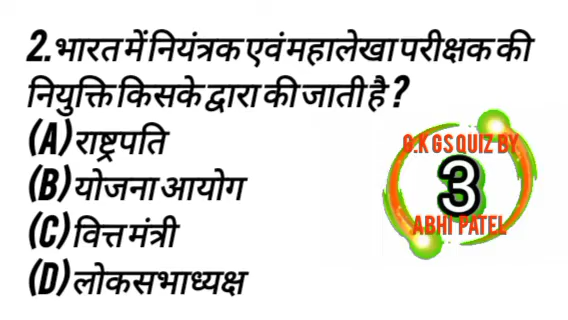 2.भारत में नियंत्रक एवं महालेखा परीक्षक की
नियुक्ति किसके द्वारा की जाती है ?
(A) राष्ट्रपति
(B) योजना आयोग
(C) वित्त मंत्री
(D) लोकसभाध्यक्ष
G.K GS QUIZ BY
3
ABHI PATEL